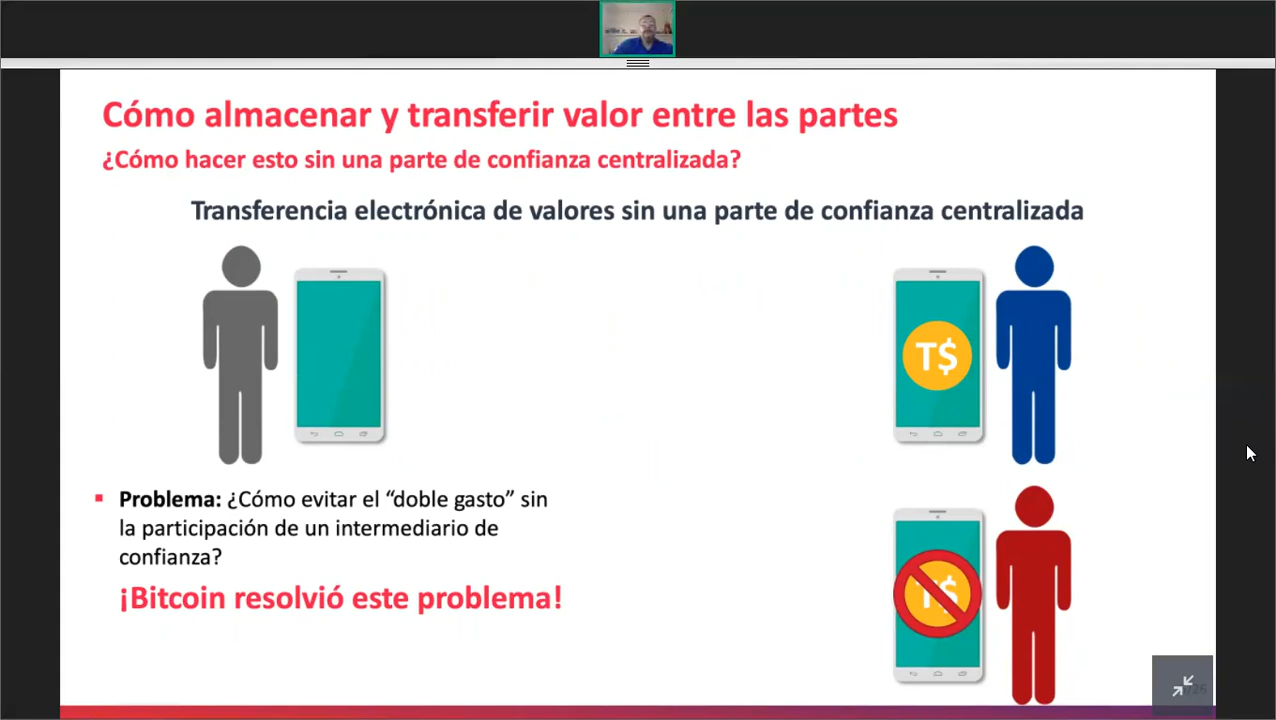 Cómo almacenar y transferir valor entre las partes
¿Cómo hacer esto sin una parte de confianza centralizada?
Transferencia electrónica de valores sin una parte de confianza centralizada
T$
Problema: ¿Cómo evitar el “doble gasto” sin
la participación de un intermediario de
confianza?
¡Bitcoin resolvió este problema!
T$